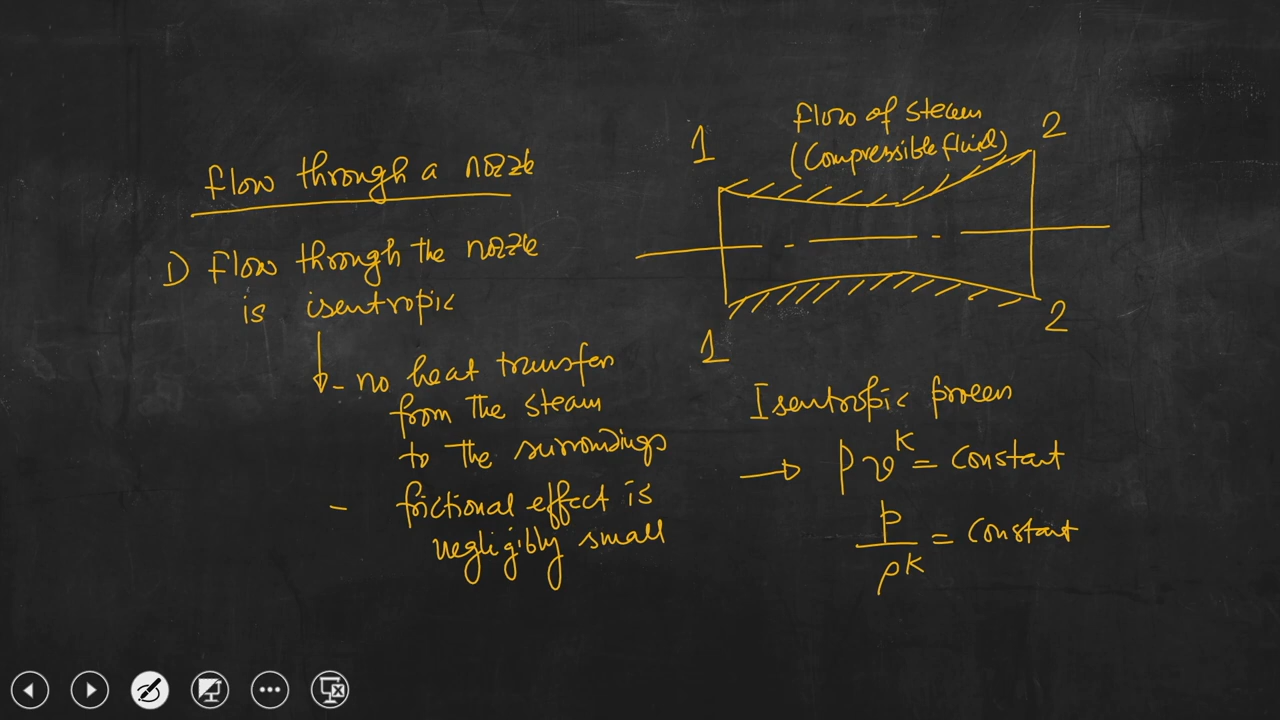 flow through a nozzle
1) flow through the nozzle
is isentropic
- no heat transfer
from the steam
to the surroundings
- frictional effect is
negligibly small
flow of steam
(Compressible fluid)
1
2
1
2
Isentropic process
→ p v^k = constant
p / ρ^k = constant